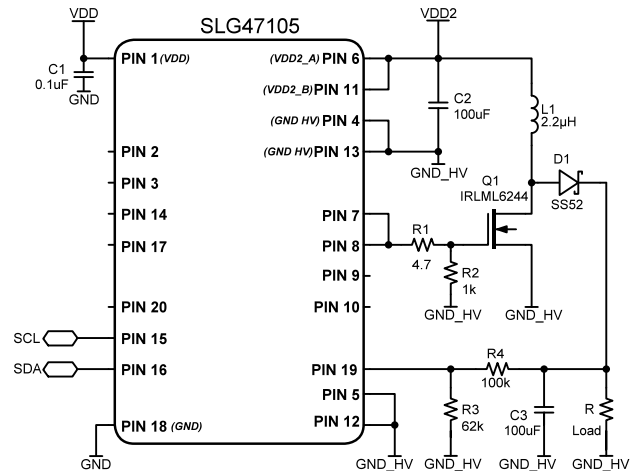 SLG47105
VDD
VDD2
C1
0.1uF
GND
PIN 1 (VDD)
PIN 2
PIN 3
PIN 14
PIN 17
PIN 20
SCL
PIN 15
SDA
PIN 16
PIN 18 (GND)
GND
(VDD2_A) PIN 6
(VDD2_B) PIN 11
(GND HV) PIN 4
(GND HV) PIN 13
PIN 7
PIN 8
PIN 9
PIN 10
PIN 19
PIN 5
PIN 12
C2
100uF
GND_HV
L1
2.2µH
D1
SS52
Q1
IRLML6244
R1
4.7
R2
1k
GND_HV
GND_HV
R4
100k
R3
62k
C3
100uF
R
Load
GND_HV
GND_HV
GND_HV
GND_HV